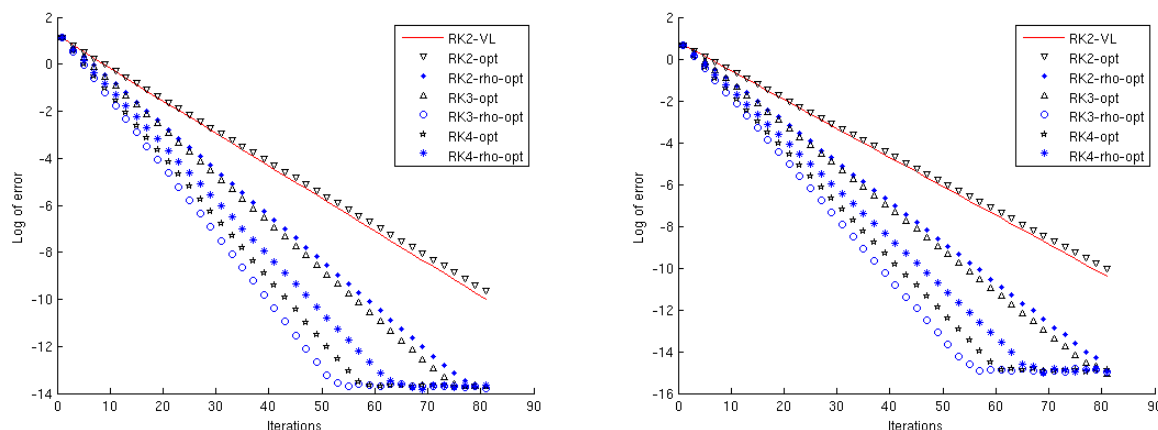 2
0
-2
-4
-6
-8
-10
-12
-14
0 10 20 30 40 50 60 70 80 90
Log of error
Iterations
RK2-VL
RK2-opt
RK2-rho-opt
RK3-opt
RK3-rho-opt
RK4-opt
RK4-rho-opt
2
0
-2
-4
-6
-8
-10
-12
-14
-16
0 10 20 30 40 50 60 70 80 90
Log of error
Iterations
RK2-VL
RK2-opt
RK2-rho-opt
RK3-opt
RK3-rho-opt
RK4-opt
RK4-rho-opt